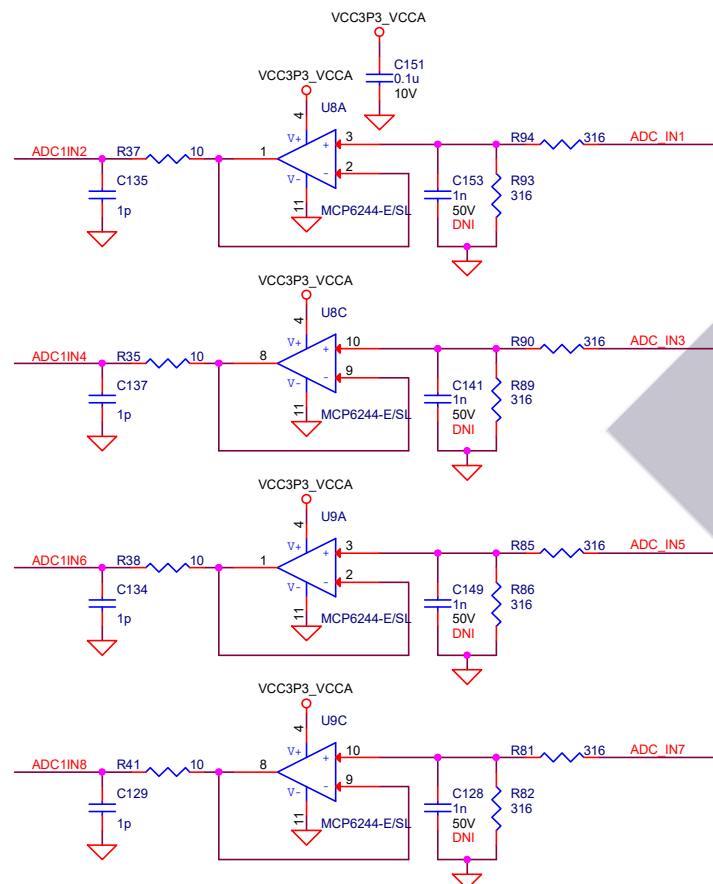 VCC3P3_VCCA
C151
0.1u
10V
VCC3P3_VCCA
U8A
4
V+
V-
+
-
1
3
2
11
MCP6244-E/SL
ADC1IN2
R37
10
C135
1p
C153
1n
50V
DNI
R94
316
R93
316
ADC_IN1
VCC3P3_VCCA
U8C
4
V+
V-
+
-
8
10
9
11
MCP6244-E/SL
ADC1IN4
R35
10
C137
1p
C141
1n
50V
DNI
R90
316
R89
316
ADC_IN3
VCC3P3_VCCA
U9A
4
V+
V-
+
-
1
3
2
11
MCP6244-E/SL
ADC1IN6
R38
10
C134
1p
C149
1n
50V
DNI
R85
316
R86
316
ADC_IN5
VCC3P3_VCCA
U9C
4
V+
V-
+
-
8
10
9
11
MCP6244-E/SL
ADC1IN8
R41
10
C129
1p
C128
1n
50V
DNI
R81
316
R82
316
ADC_IN7